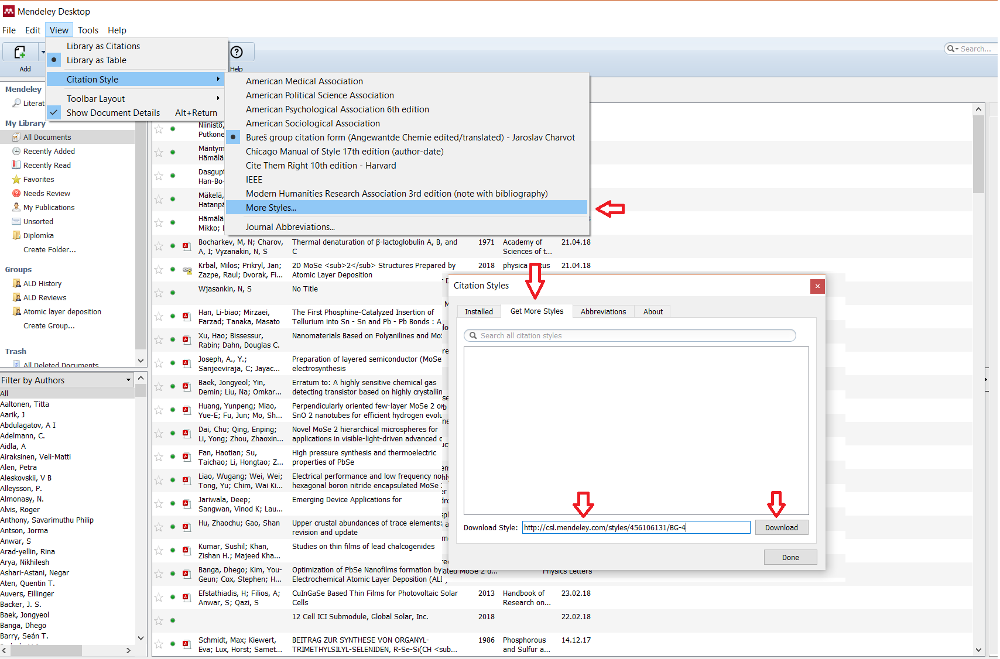 Mendeley Desktop
File Edit View Tools Help
Library as Citations
Library as Table
Citation Style
Toolbar Layout
Show Document Details Alt+Return
Add
Help
Search...
American Medical Association
American Political Science Association
American Psychological Association 6th edition
American Sociological Association
Bureš group citation form (Angewantde Chemie edited/translated) - Jaroslav Charvot
Chicago Manual of Style 17th edition (author-date)
Cite Them Right 10th edition - Harvard
IEEE
Modern Humanities Research Association 3rd edition (note with bibliography)
More Styles...
Journal Abbreviations...
Mendeley
Literat
My Library
All Documents
Recently Added
Recently Read
Favorites
Needs Review
My Publications
Unsorted
Diplomka
Create Folder...
Groups
ALD History
ALD Reviews
Atomic layer deposition
Create Group...
Trash
All Deleted Documents
Filter by Authors
All
Aaltonen, Titta
Aarik, J
Abdulagatov, A I
Adelmann, C.
Aidla, A
Airaksinen, Veli-Matti
Alen, Petra
Aleskovskii, V B
Alleysson, P.
Almonasy, N.
Alvis, Roger
Anthony, Savarimuthu Philip
Antson, Jorma
Anwar, S
Arad-yellin, Rina
Arya, Nikhilesh
Ashari-Astani, Negar
Aten, Quentin T.
Auvers, Eillinger
Backer, J. S.
Baek, Jongyeol
Banga, Dhego
Barry, Seán T.
Niinistö,
Putkone
Mäntym
Hämälä
Dasgupt
Han-Bo-
Mäkelä,
Hatanpä
Hämälä
Mikko; L
Bocharkev, M, N; Charov, Thermal denaturation of β-lactoglobulin A, B, and 1971 Academy of 21.04.18
A, I; Vyzanakin, N, S C Sciences of t...
Krbal, Milos; Prikryl, Jan; 2D MoSe <sub>2</sub> Structures Prepared by 2018 physica tus 21.04.18
Zazpe, Raul; Dvorak, Fi... Atomic Layer Deposition
Wjasankin, N, S No Title
Han, Li-biao; Mirzaei, The First Phosphine-Catalyzed Insertion of
Farzad; Tanaka, Masato Tellurium into Sn - Sn and Pb - Pb Bonds : A
Xu, Hao; Bissessur, Nanomaterials Based on Polyanilines and Mo
Rabin; Dahn, Douglas C.
Joseph, A., Y.; Preparation of layered semiconductor (MoSe
Sanjeeviraja, C; Jayac... electrosynthesis
Baek, Jongyeol; Yin, Erratum to: A highly sensitive chemical gas
Demin; Liu, Na; Omkar... detecting transistor based on highly crystallin
Huang, Yunpeng; Miao, Perpendicularly oriented few-layer MoSe 2 o
Yue-E; Fu, Jun; Mo, Sh... SnO 2 nanotubes for efficient hydrogen evolu
Dai, Chu; Qing, Enping; Novel MoSe 2 hierarchical microspheres for
Li, Yong; Zhou, Zhaoxin... applications in visible-light-driven advanced o
Fan, Haotian; Su, High pressure synthesis and thermoelectric
Taichao; Li, Hongtao; Z... properties of PbSe
Liao, Wugang; Wei, Wei; Electrical performance and low frequency no
Tong, Yu; Chim, Wai Ki... hexagonal boron nitride encapsulated MoSe
Jariwala, Deep; Emerging Device Applications for
Sangwan, Vinod K; Lau...
Hu, Zhaochu; Gao, Shan Upper crustal abundances of trace elements:
revision and update
Kumar, Sushil; Khan, Studies on thin films of lead chalcogenides
Zishan H.; Majeed Kha...
Banga, Dhego; Kim, You- Optimization of PbSe Nanofilms formation by ated MoSe 2 d... Physics Letters
Geun; Cox, Stephen; H... Electrochemical Atomic Layer Deposition (ALD)
Efstathiadis, H; Filios, A; CuInGaSe Based Thin Films for Photovoltaic Solar 2013 Handbook of 23.02.18
Anwar, S; Qazi, S Cells Research on...
12 Cell ICI Submodule, Global Solar, Inc. 2018 22.02.18
Schmidt, Max; Kiewert, BEITRAG ZUR SYNTHESE VON ORGANYL- 1986 Phosphorous 14.12.17
Eva; Lux, Horst; Samet... TRIMETHYLSILYL-SELENIDEN, R-Se-Si(CH <sub... and Sulfur a...
Citation Styles
Installed Get More Styles Abbreviations About
Search all citation styles
Download Style: http://csl.mendeley.com/styles/456106131/BG-4 Download
Done